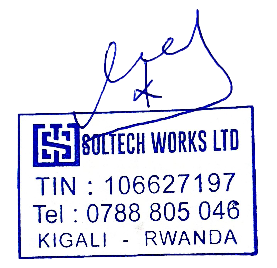 SOLTECH WORKS LTD
TIN : 106627197
Tel : 0788 805 046
KIGALI - RWANDA